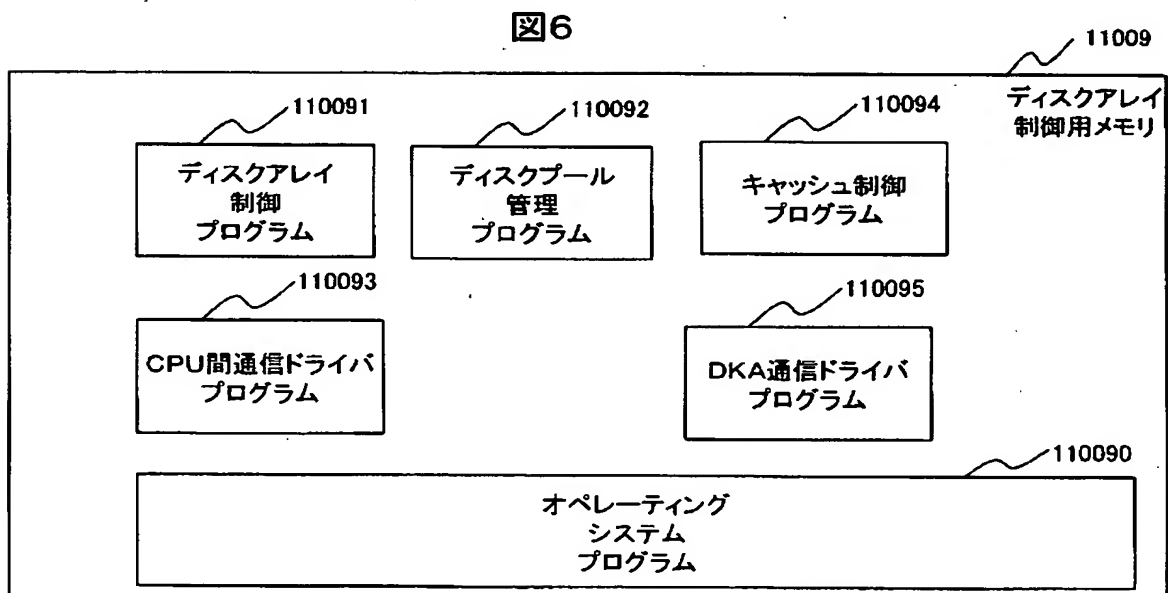 図6
11009
ディスクアレイ
制御用メモリ
110091
ディスクアレイ
制御
プログラム
110092
ディスクプール
管理
プログラム
110094
キャッシュ制御
プログラム
110093
CPU間通信ドライバ
プログラム
110095
DKA通信ドライバ
プログラム
110090
オペレーティング
システム
プログラム